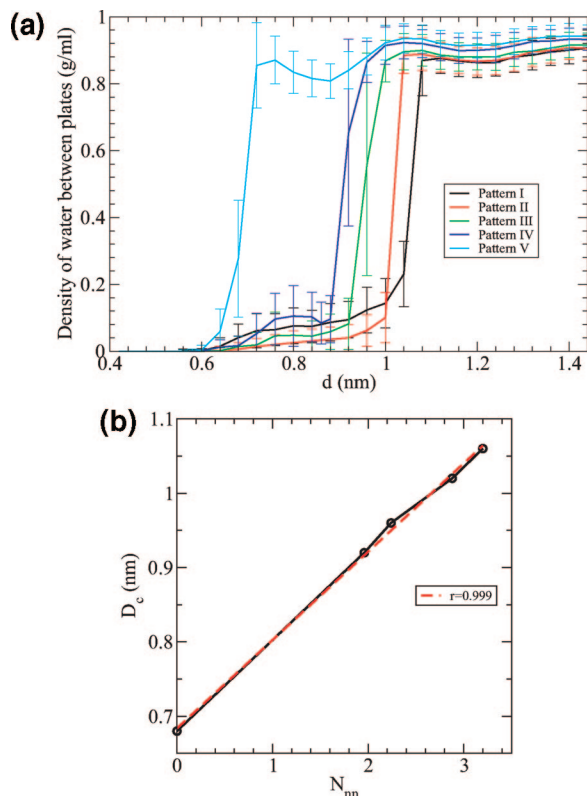 (a)
Density of water between plates (g/ml)
1
0.8
0.6
0.4
0.2
0
Pattern I
Pattern II
Pattern III
Pattern IV
Pattern V
0.4
0.6
0.8
1
1.2
1.4
d (nm)
(b)
D_c (nm)
1.1
1
0.9
0.8
0.7
r=0.999
0
1
2
3
N_nn